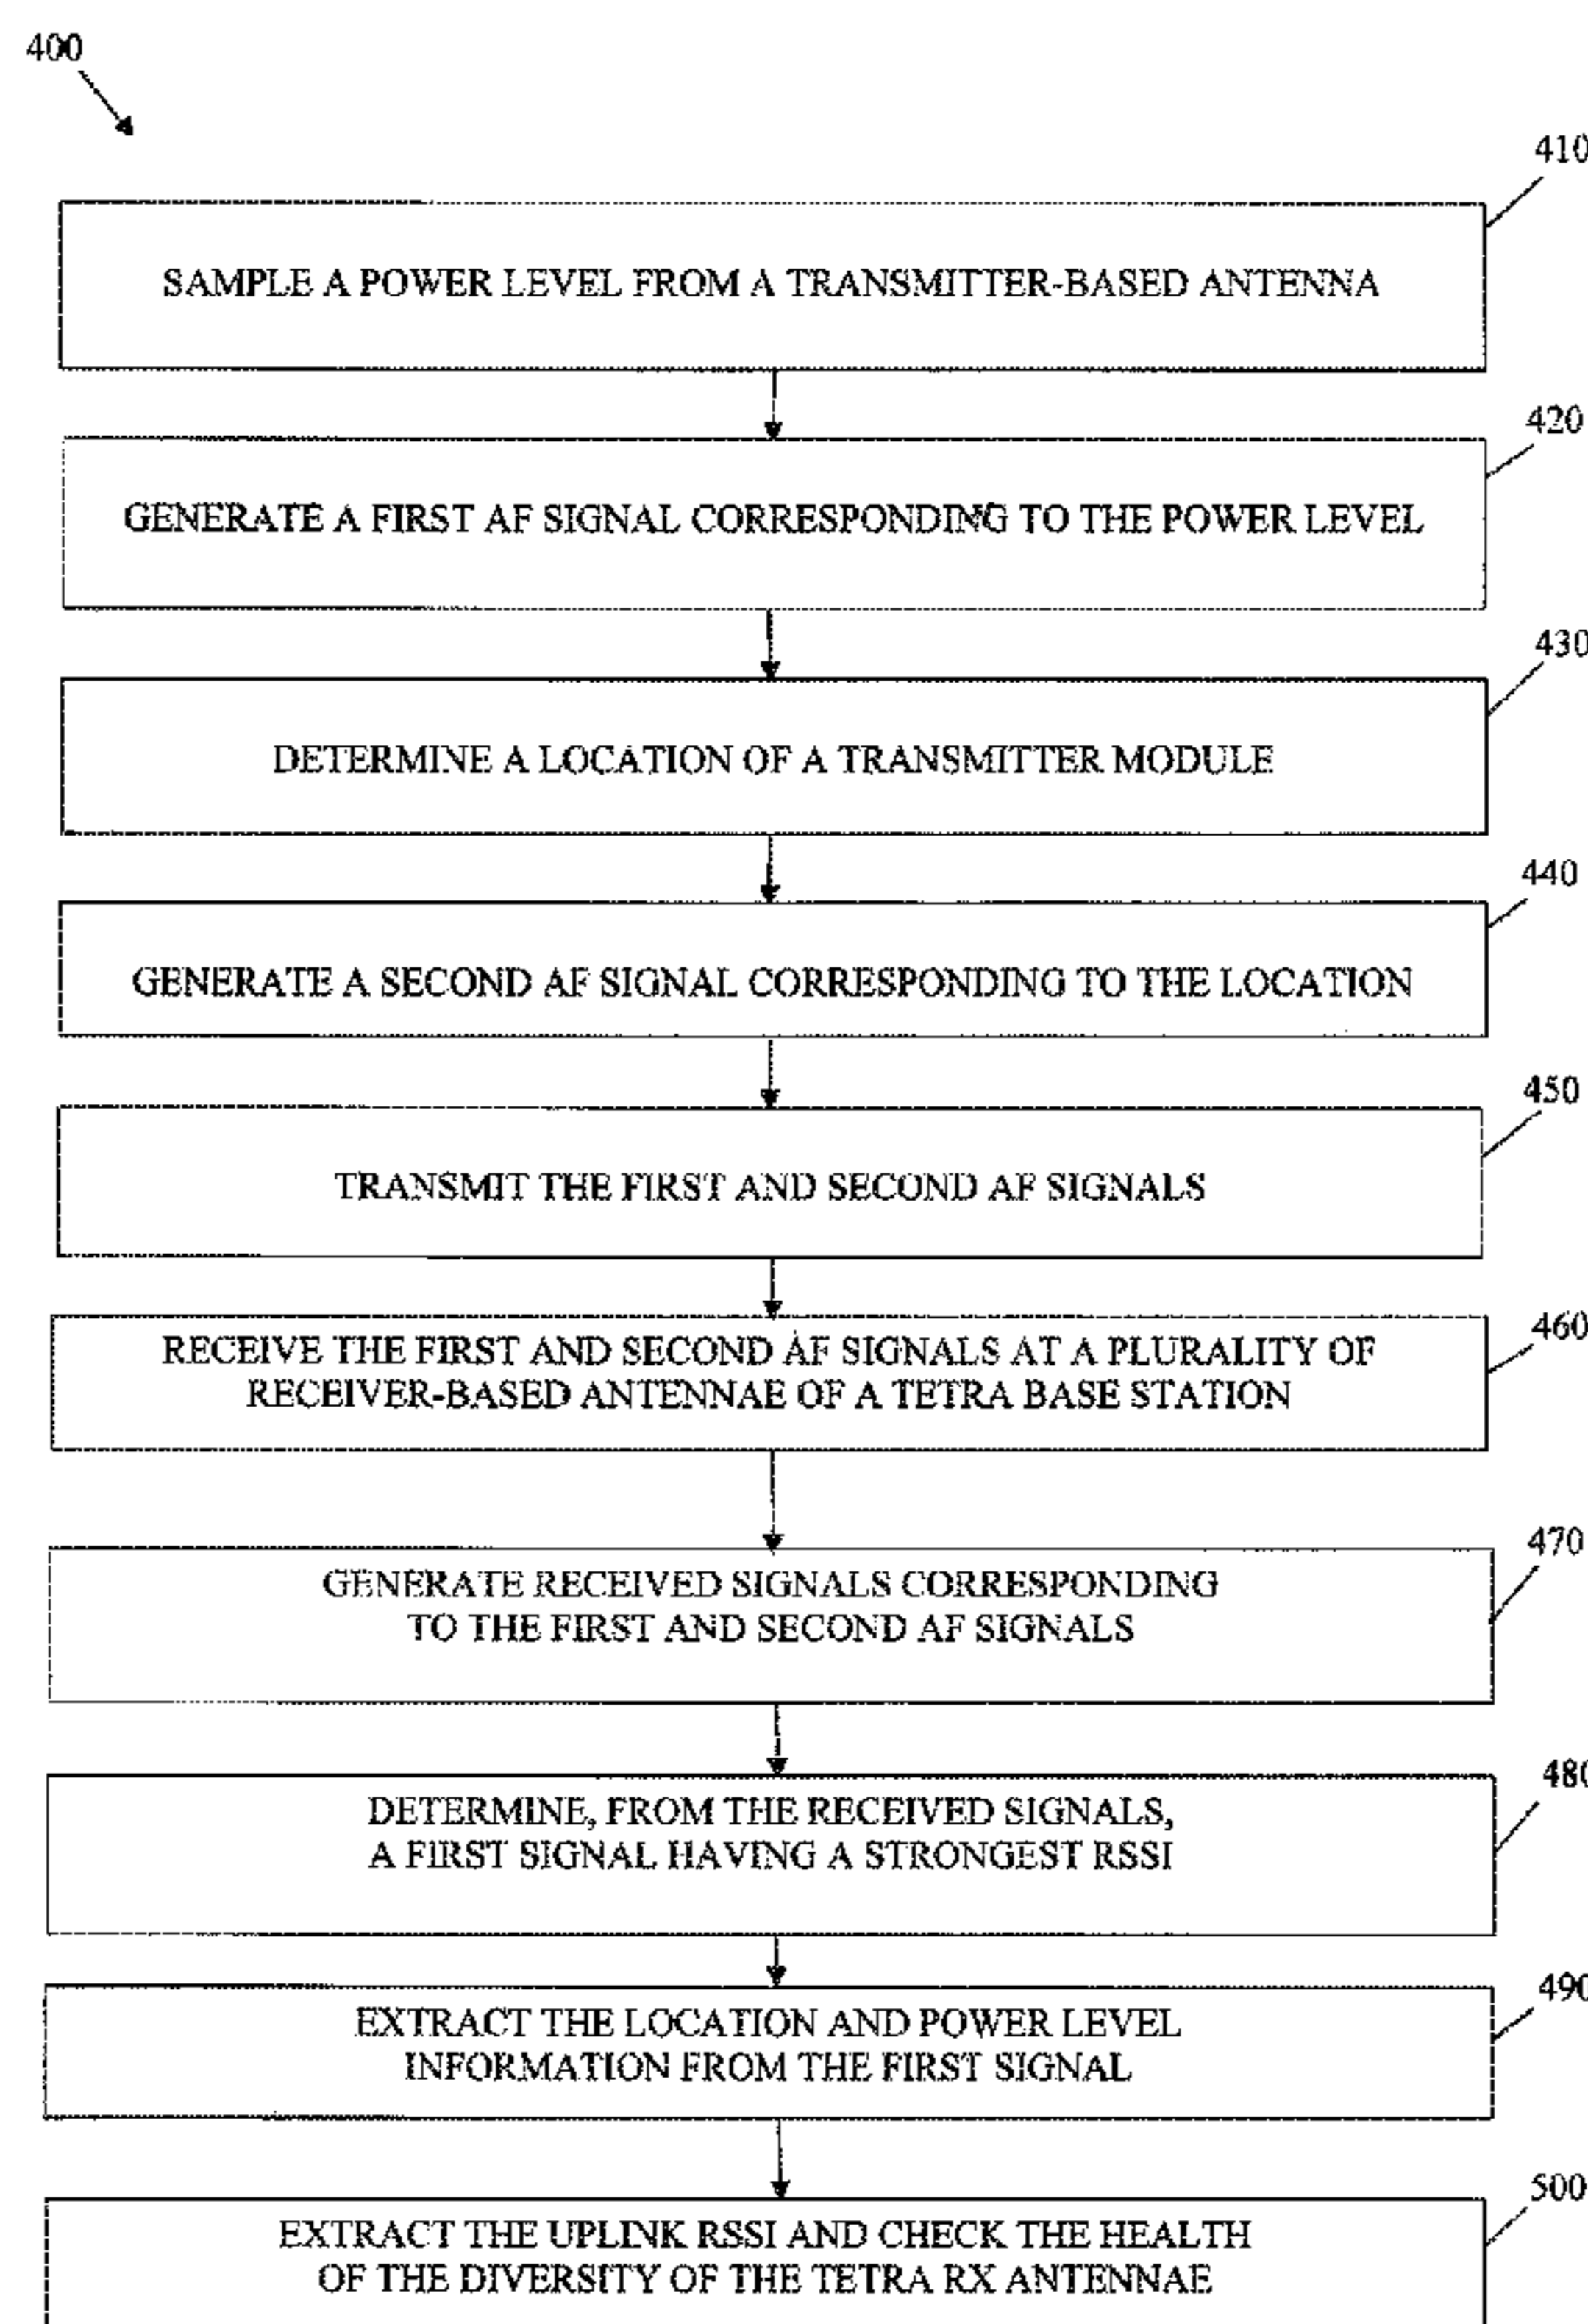 400
410
SAMPLE A POWER LEVEL FROM A TRANSMITTER-BASED ANTENNA
420
GENERATE A FIRST AF SIGNAL CORRESPONDING TO THE POWER LEVEL
430
DETERMINE A LOCATION OF A TRANSMITTER MODULE
440
GENERATE A SECOND AF SIGNAL CORRESPONDING TO THE LOCATION
450
TRANSMIT THE FIRST AND SECOND AF SIGNALS
460
RECEIVE THE FIRST AND SECOND AF SIGNALS AT A PLURALITY OF
RECEIVER-BASED ANTENNAE OF A TETRA BASE STATION
470
GENERATE RECEIVED SIGNALS CORRESPONDING
TO THE FIRST AND SECOND AF SIGNALS
480
DETERMINE, FROM THE RECEIVED SIGNALS,
A FIRST SIGNAL HAVING A STRONGEST RSSI
490
EXTRACT THE LOCATION AND POWER LEVEL
INFORMATION FROM THE FIRST SIGNAL
500
EXTRACT THE UPLINK RSSI AND CHECK THE HEALTH
OF THE DIVERSITY OF THE TETRA RX ANTENNAE